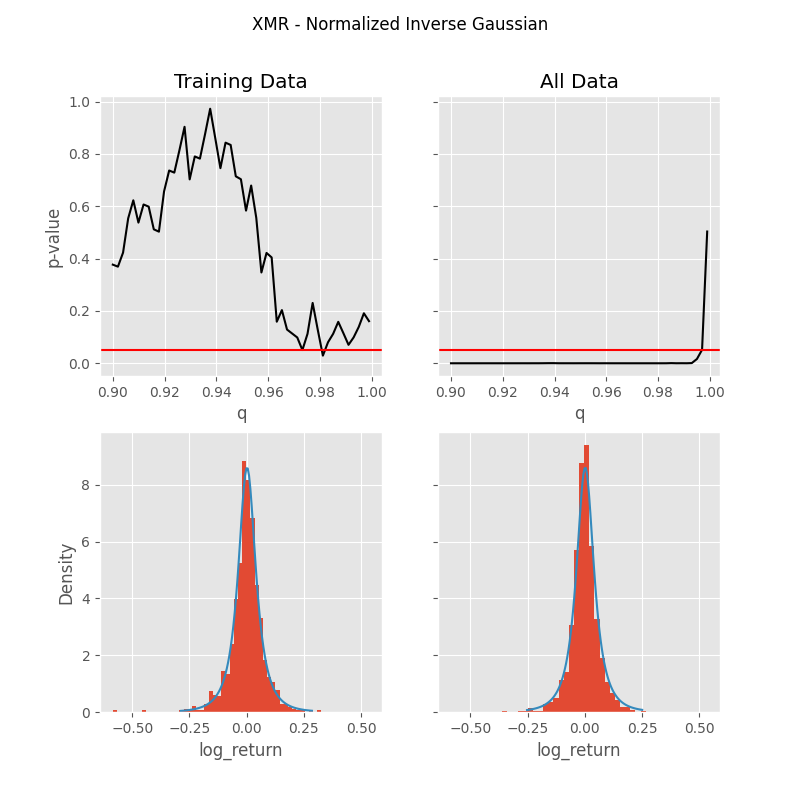 XMR - Normalized Inverse Gaussian
Training Data
All Data
1.0
0.8
0.6
0.4
0.2
0.0
p-value
0.90 0.92 0.94 0.96 0.98 1.00
0.90 0.92 0.94 0.96 0.98 1.00
q
q
8
6
4
2
0
Density
−0.50 −0.25 0.00 0.25 0.50
−0.50 −0.25 0.00 0.25 0.50
log_return
log_return